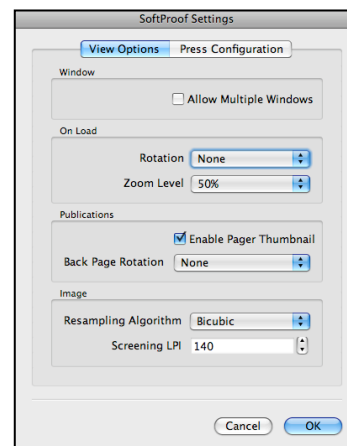 SoftProof Settings
View Options Press Configuration
Window
Allow Multiple Windows
On Load
Rotation None
Zoom Level 50%
Publications
Enable Pager Thumbnail
Back Page Rotation None
Image
Resampling Algorithm Bicubic
Screening LPI 140
Cancel OK